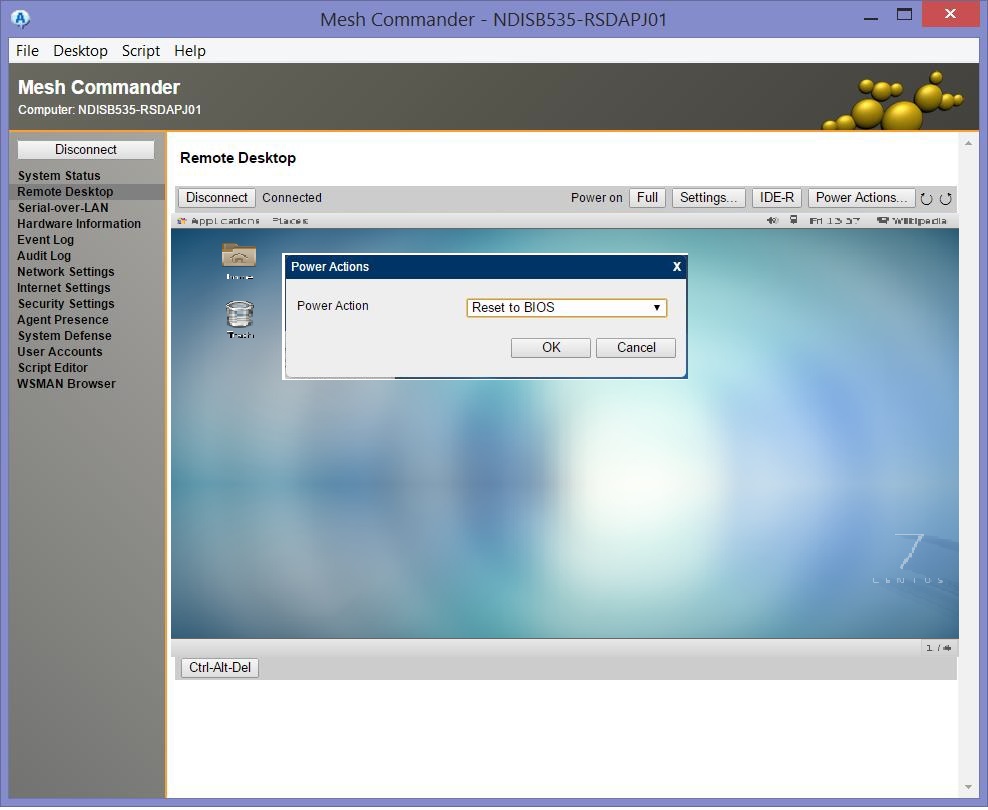 Mesh Commander - NDISB535-RSDAPJ01
File Desktop Script Help
Mesh Commander
Computer: NDISB535-RSDAPJ01
Disconnect
System Status
Remote Desktop
Serial-over-LAN
Hardware Information
Event Log
Audit Log
Network Settings
Internet Settings
Security Settings
Agent Presence
System Defense
User Accounts
Script Editor
WSMAN Browser
Remote Desktop
Disconnect Connected Power on Full Settings... IDE-R Power Actions...
Applications Places Fri 13:57 Wikipedia
Home
Trash
Power Actions X
Power Action Reset to BIOS
OK Cancel
7
CENTOS
1 / 4
Ctrl-Alt-Del